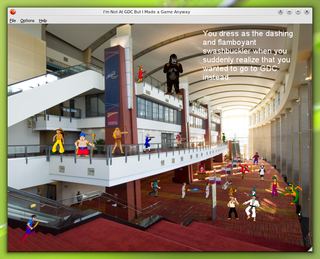 I'm Not At GDC But I Made a Game Anyway
File Options Help
You dress as the dashing
and flamboyant
swashbuckler when you
suddenly realize that you
wanted to go to GDC
instead